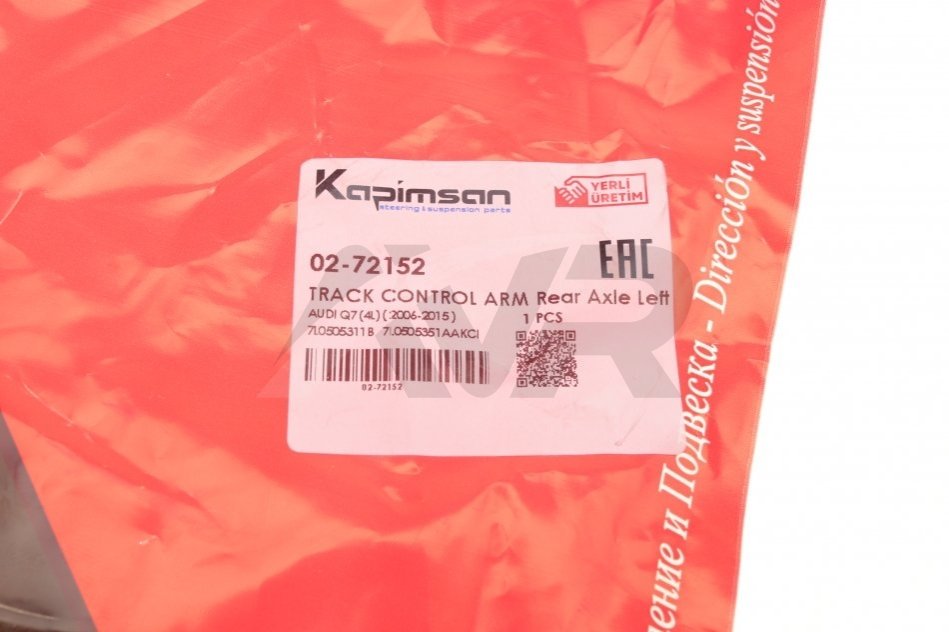 Kapimsan
steering & suspension parts
YERLİ
ÜRETİM
02-72152
EAC
TRACK CONTROL ARM Rear Axle Left
AUDI Q7 (4L) (:2006-2015)
1 PCS
7L0505311B 7L0505351AAKCI
02-72152
AVR
ение и Подвеска - Dirección y suspensión